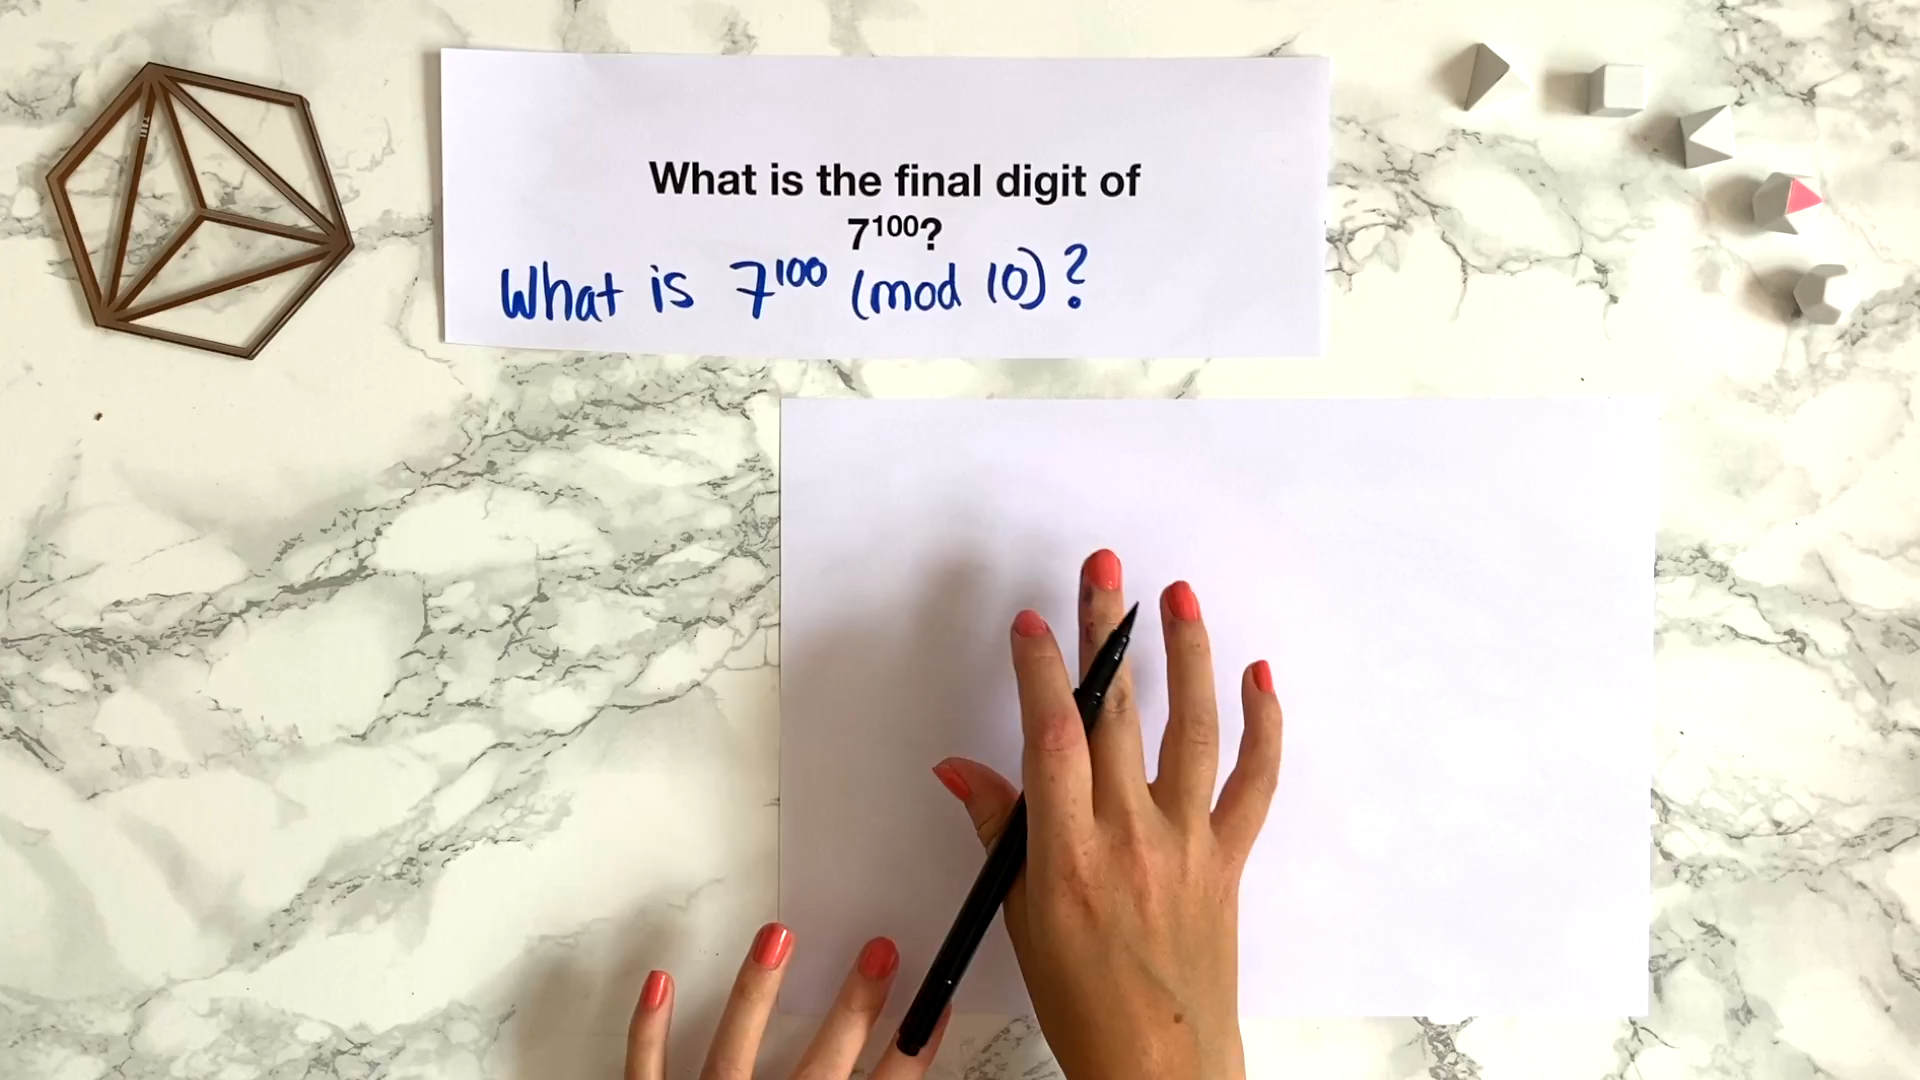 What is the final digit of
7¹⁰⁰?
What is 7¹⁰⁰ (mod 10)?